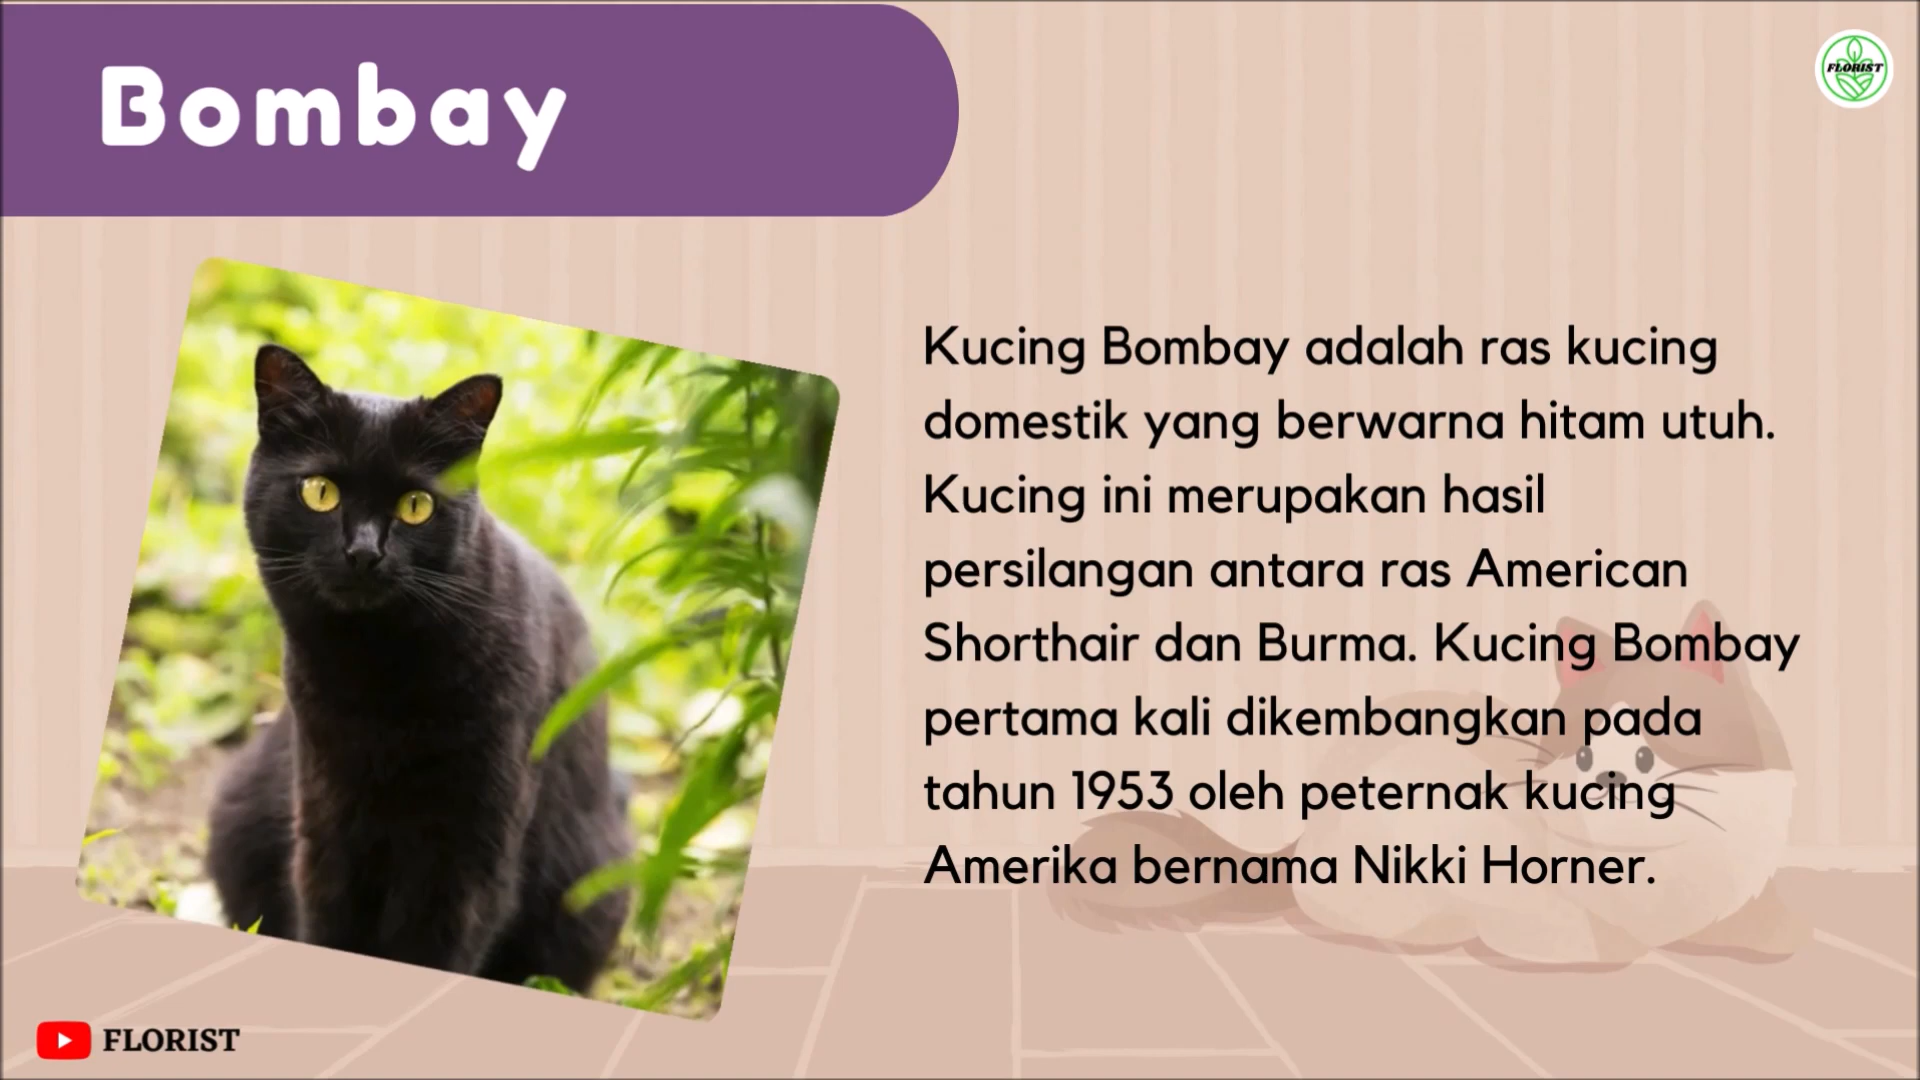 Bombay
FLORIST
Kucing Bombay adalah ras kucing
domestik yang berwarna hitam utuh.
Kucing ini merupakan hasil
persilangan antara ras American
Shorthair dan Burma. Kucing Bombay
pertama kali dikembangkan pada
tahun 1953 oleh peternak kucing
Amerika bernama Nikki Horner.
FLORIST